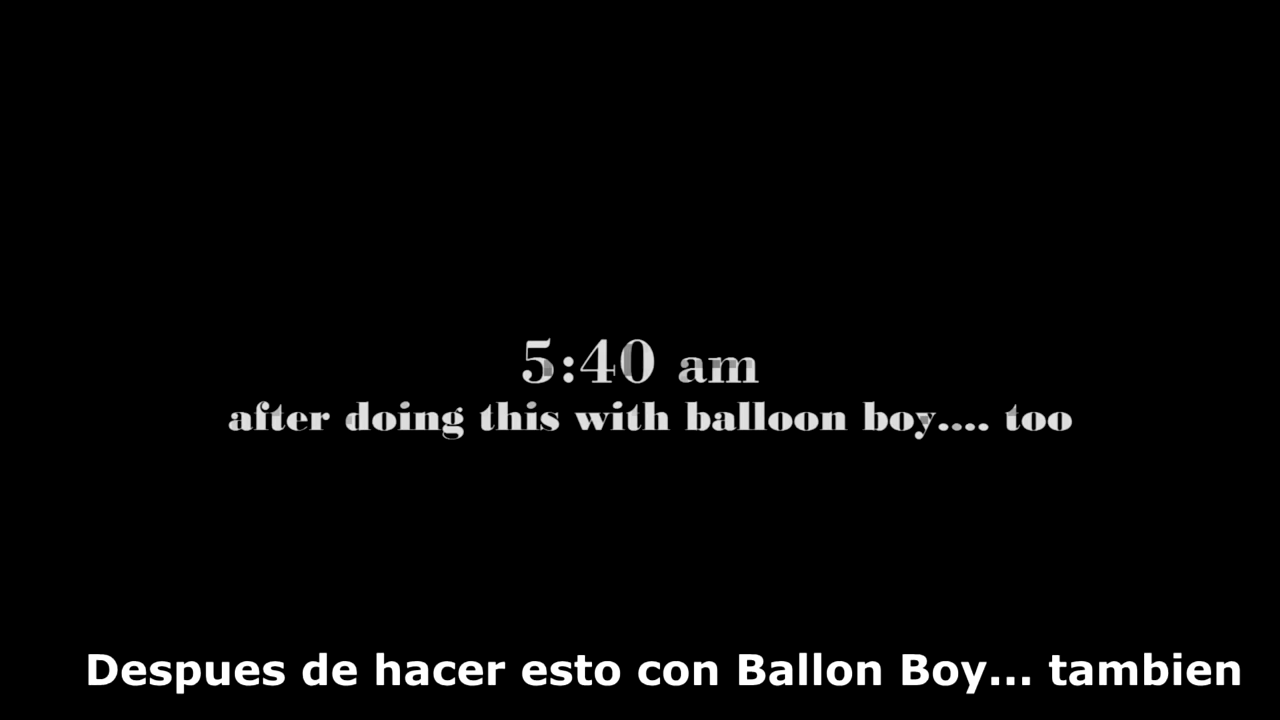 5:40 am
after doing this with balloon boy.... too
Despues de hacer esto con Ballon Boy... tambien